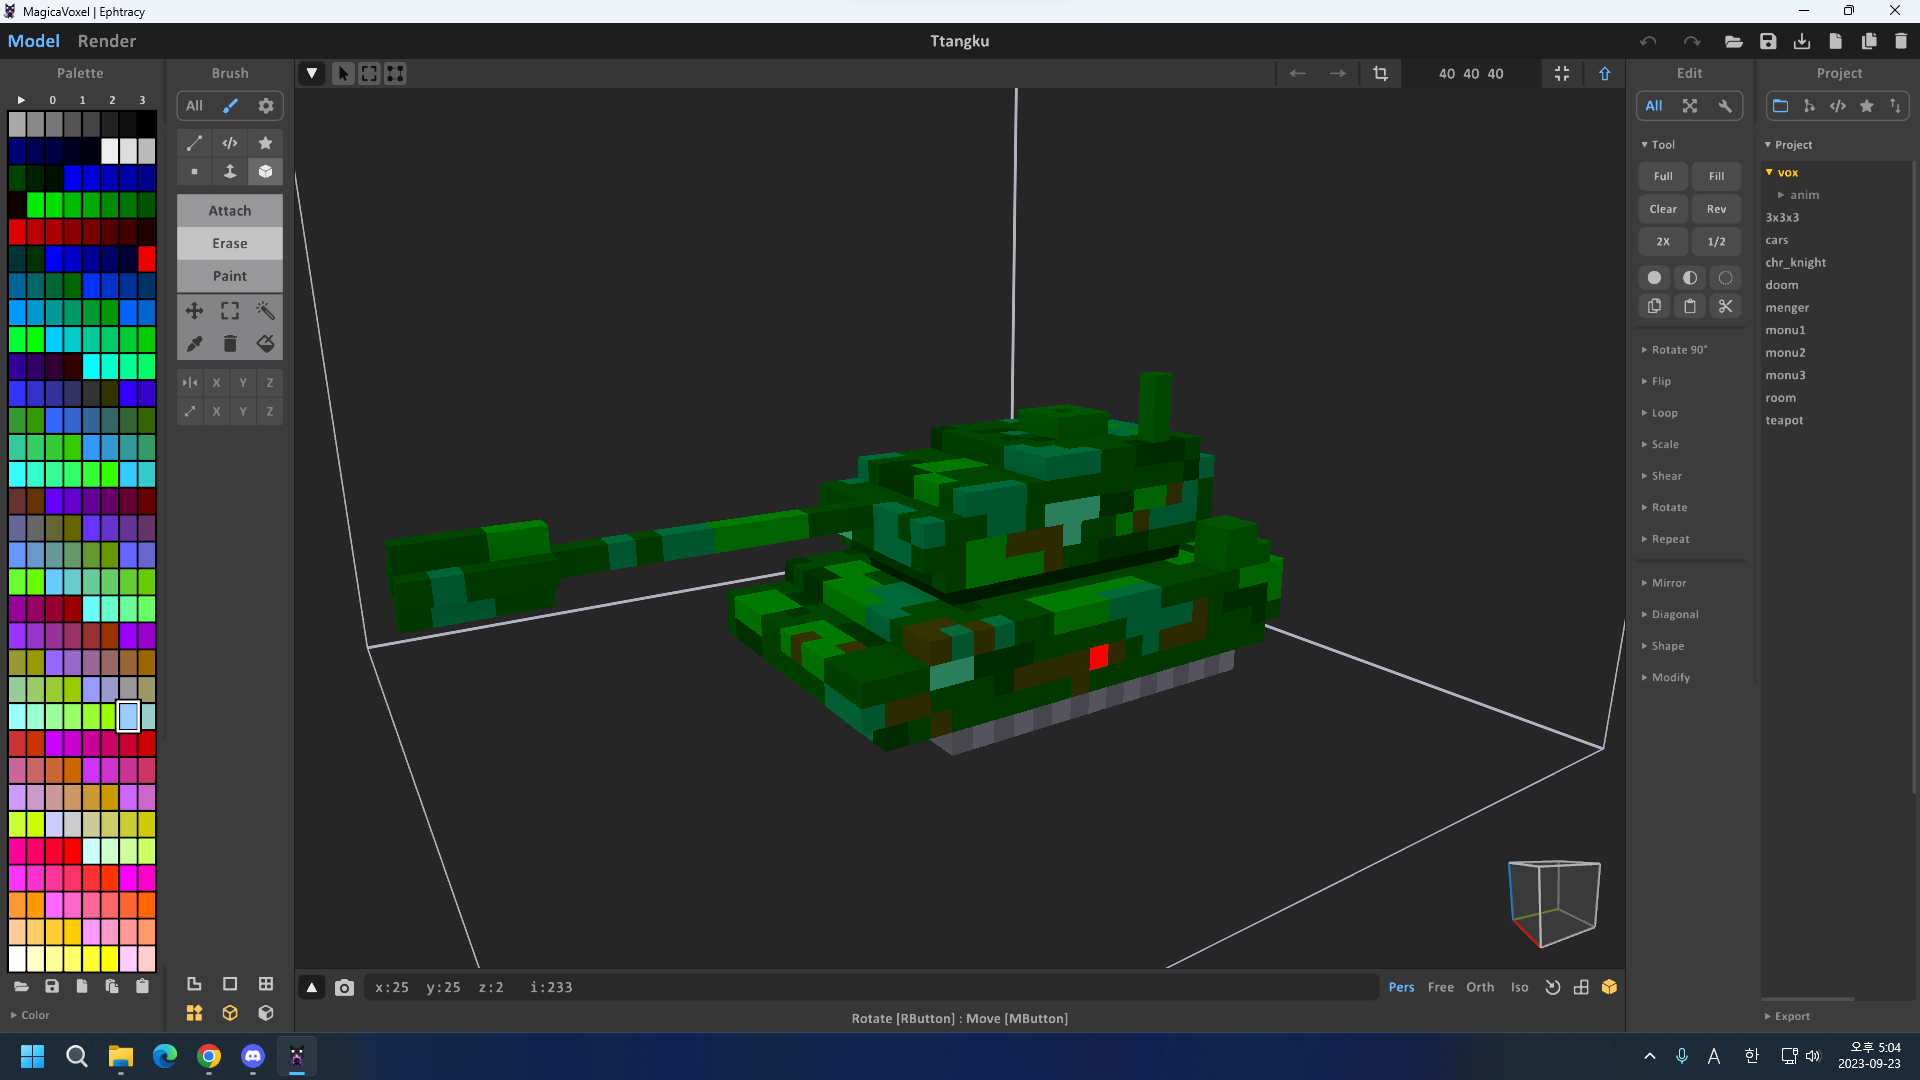 MagicaVoxel | Ephtracy
Model Render
Ttangku
Palette
Brush
40 40 40
Edit
Project
0 1 2 3
All
All
Tool
Project
Full Fill
Clear Rev
2X 1/2
vox
anim
3x3x3
cars
chr_knight
doom
menger
monu1
monu2
monu3
room
teapot
Attach
Erase
Paint
X Y Z
X Y Z
Rotate 90°
Flip
Loop
Scale
Shear
Rotate
Repeat
Mirror
Diagonal
Shape
Modify
x:25 y:25 z:2 i:233
Pers Free Orth Iso
Color
Rotate [RButton] : Move [MButton]
Export
A 한
오후 5:04
2023-09-23